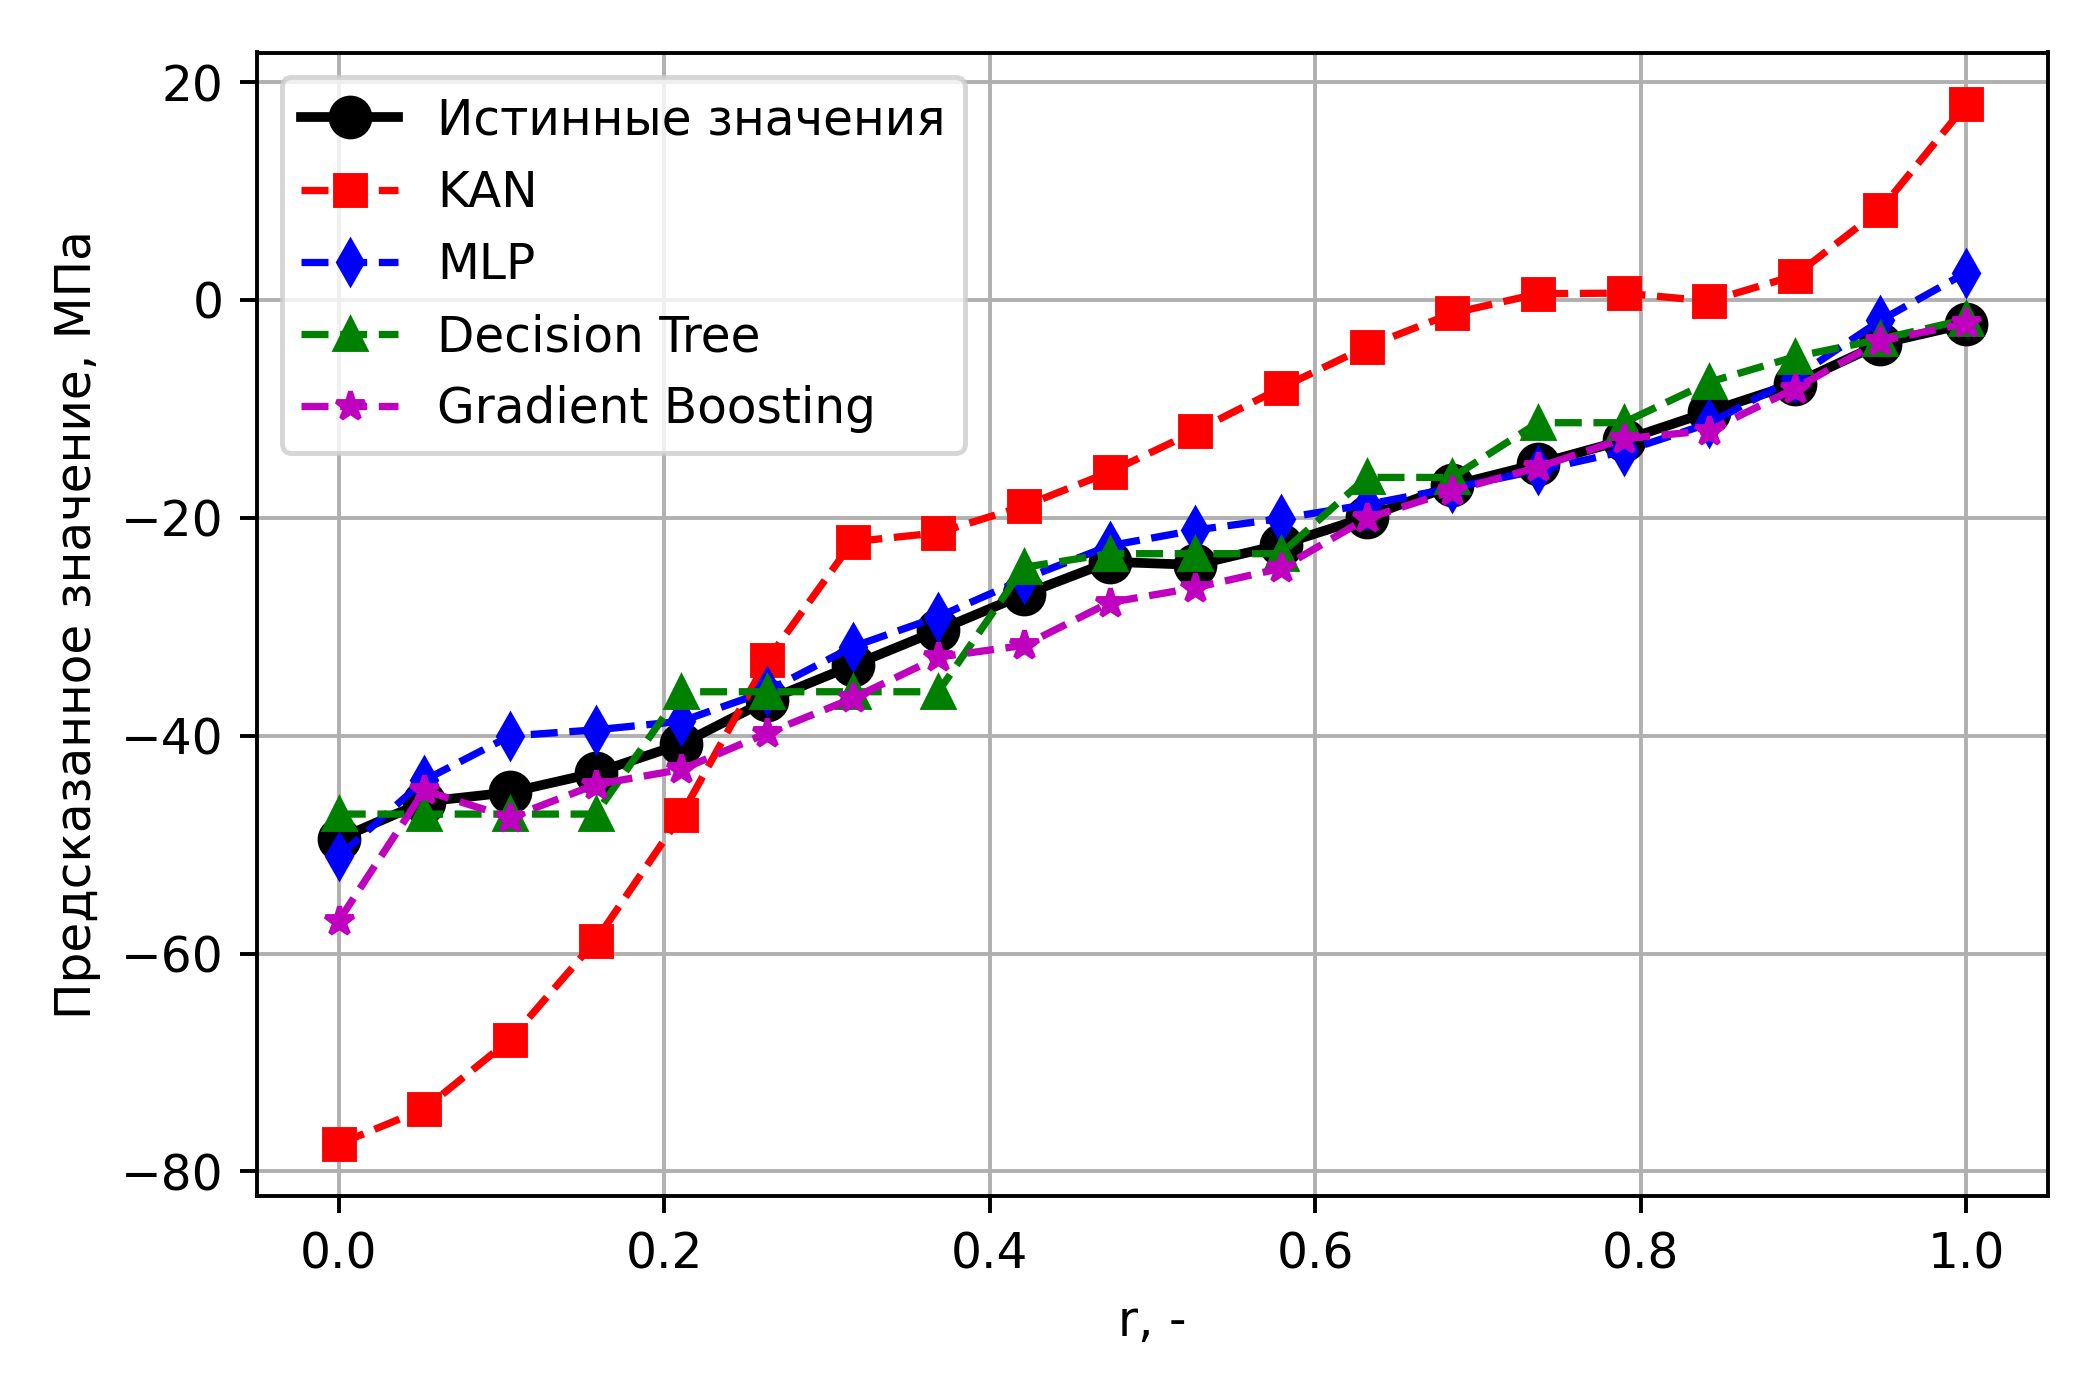 20
0
−20
−40
−60
−80
Предсказанное значение, МПа
Истинные значения
KAN
MLP
Decision Tree
Gradient Boosting
0.0 0.2 0.4 0.6 0.8 1.0
r, -